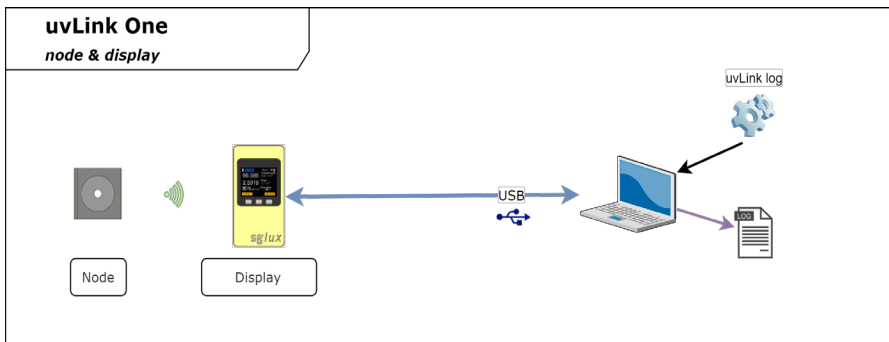 uvLink One
node & display
uvLink log
USB
LOG
sglux
Node
Display